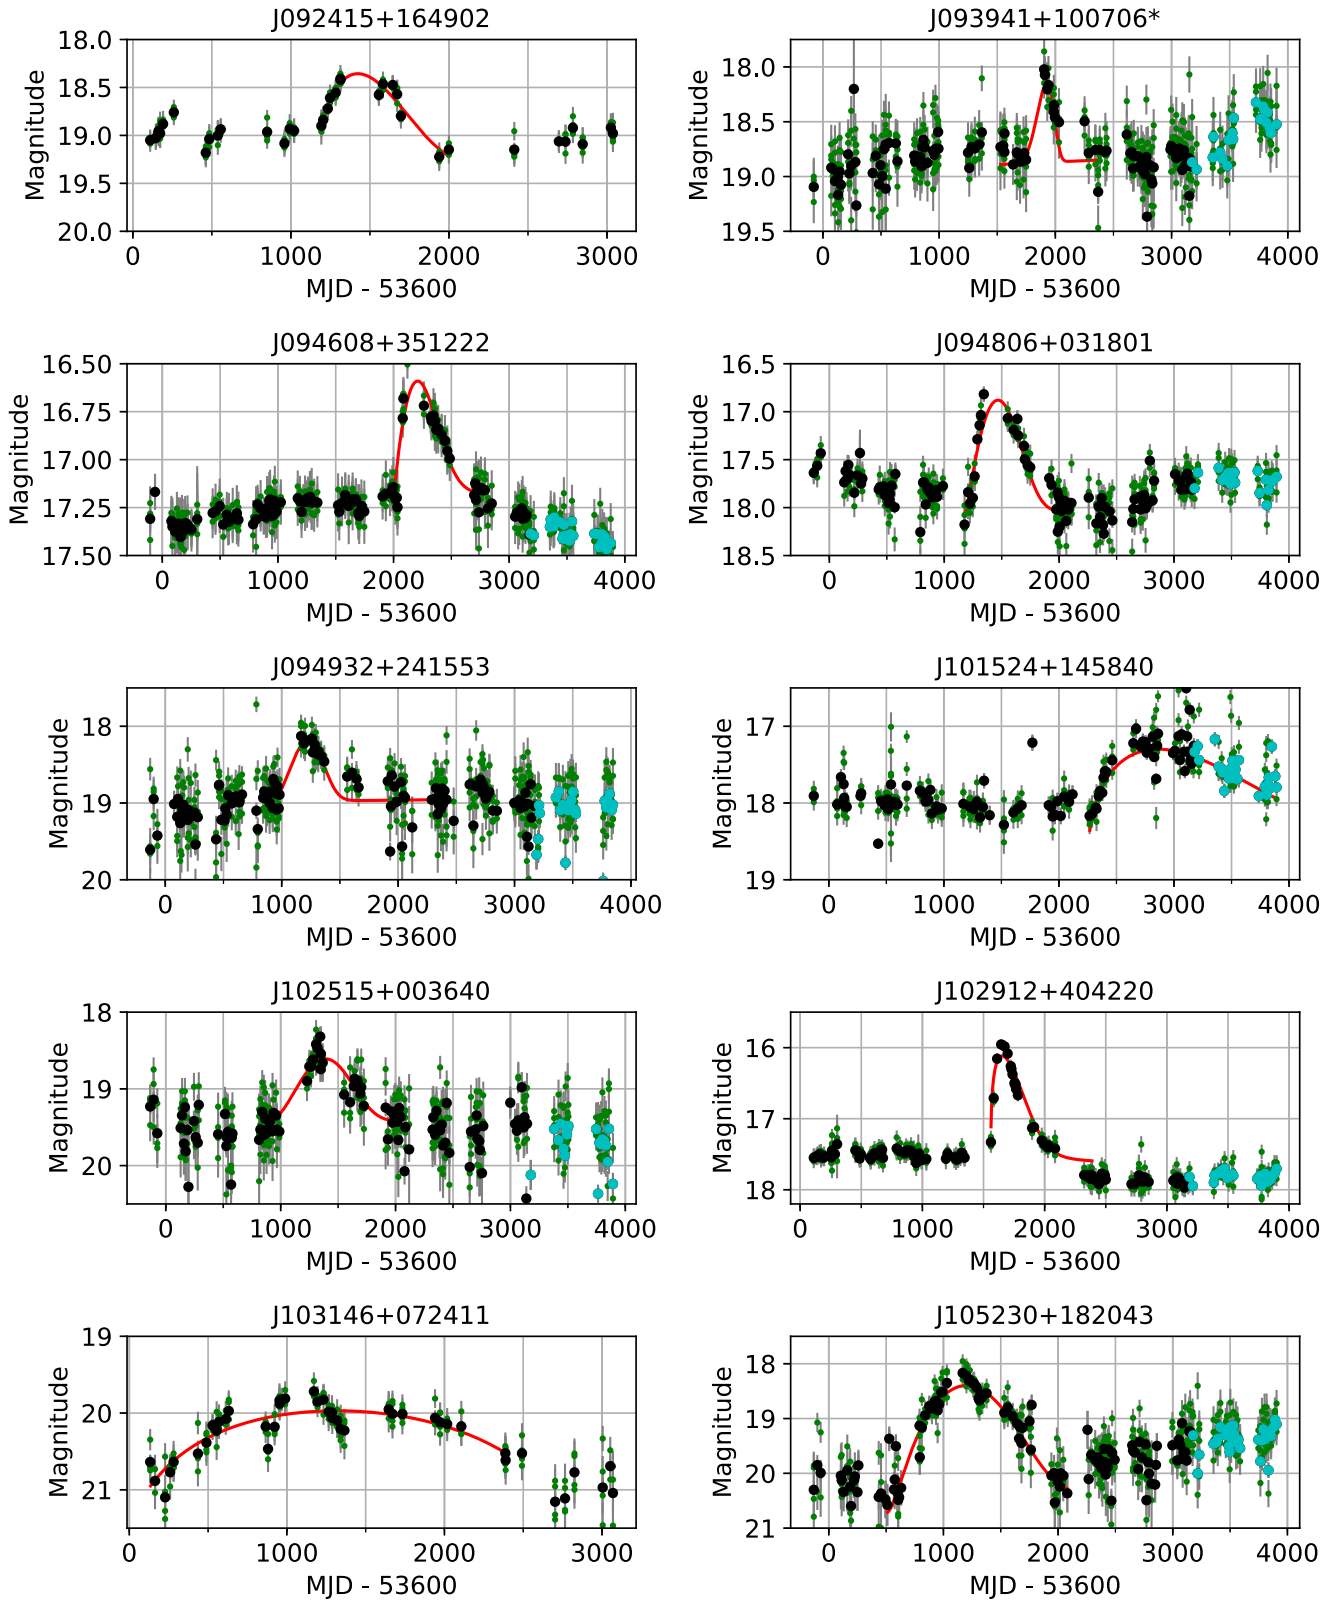 J092415+164902
Magnitude
18.0
18.5
19.0
19.5
20.0
0 1000 2000 3000
MJD - 53600
J093941+100706*
Magnitude
18.0
18.5
19.0
19.5
0 1000 2000 3000 4000
MJD - 53600
J094608+351222
Magnitude
16.50
16.75
17.00
17.25
17.50
0 1000 2000 3000 4000
MJD - 53600
J094806+031801
Magnitude
16.5
17.0
17.5
18.0
18.5
0 1000 2000 3000 4000
MJD - 53600
J094932+241553
Magnitude
18
19
20
0 1000 2000 3000 4000
MJD - 53600
J101524+145840
Magnitude
17
18
19
0 1000 2000 3000 4000
MJD - 53600
J102515+003640
Magnitude
18
19
20
0 1000 2000 3000 4000
MJD - 53600
J102912+404220
Magnitude
16
17
18
0 1000 2000 3000 4000
MJD - 53600
J103146+072411
Magnitude
19
20
21
0 1000 2000 3000
MJD - 53600
J105230+182043
Magnitude
18
19
20
21
0 1000 2000 3000 4000
MJD - 53600